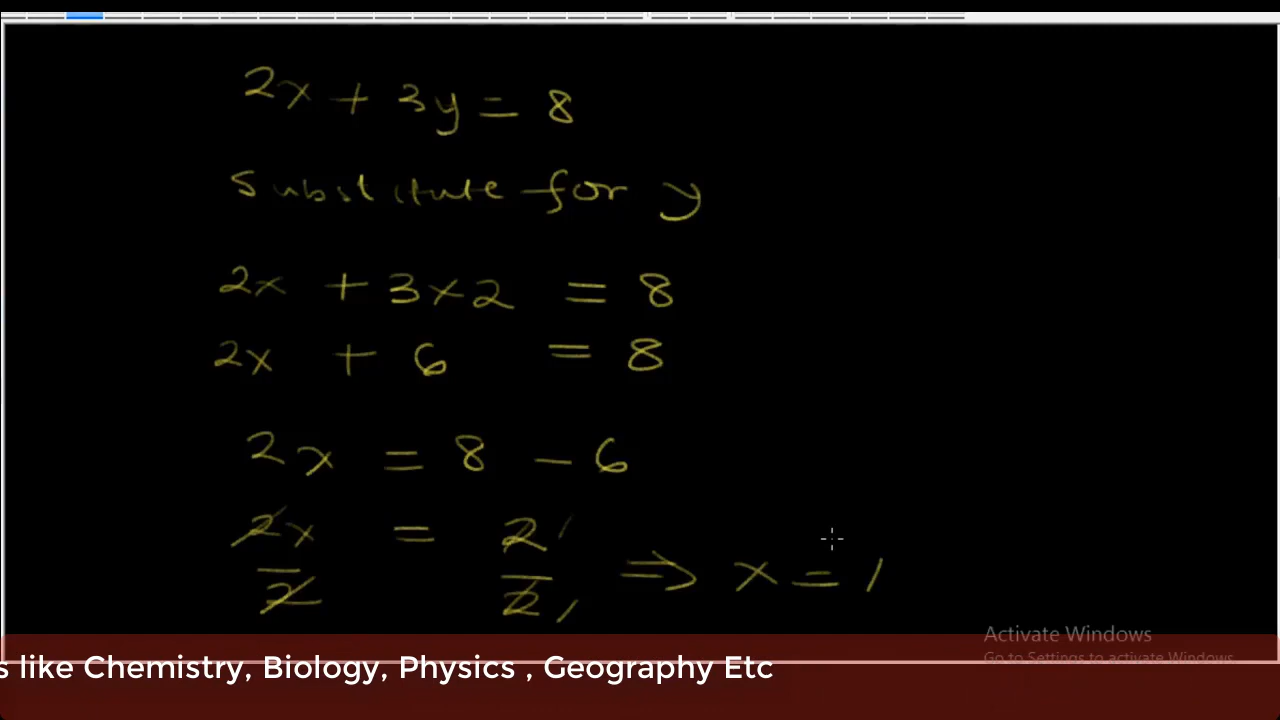 2x + 3y = 8
substitute for y
2x + 3 x 2 = 8
2x + 6 = 8
2x = 8 - 6
2x/2 = 2/2 ⇒ x = 1
Activate Windows
Go to Settings to activate Windows.
s like Chemistry, Biology, Physics , Geography Etc